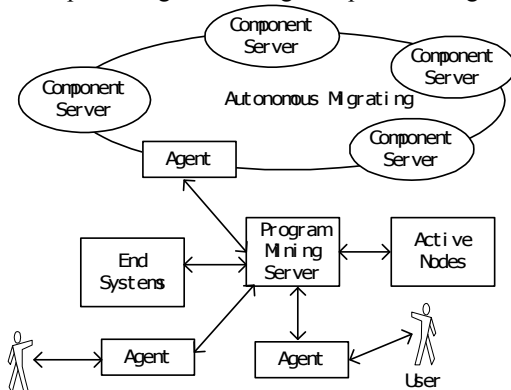 Component
Server
Component
Server
Component
Server
Autonomous Migrating
Component
Server
Agent
Program
Mining
Server
Active
Nodes
End
Systems
Agent
Agent
User